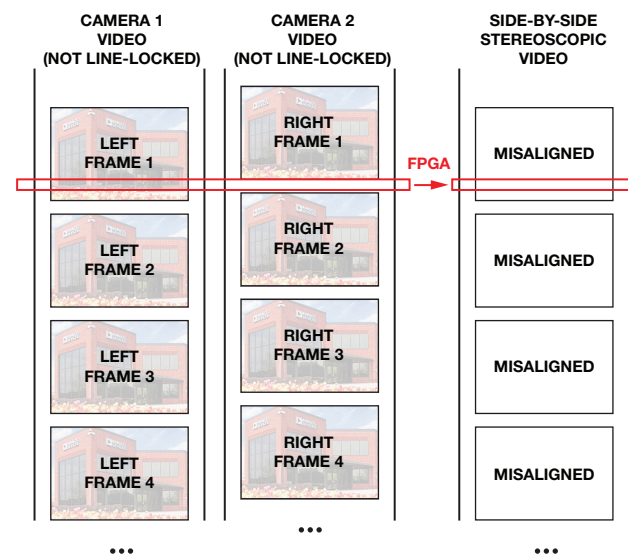 CAMERA 1
VIDEO
(NOT LINE-LOCKED)
CAMERA 2
VIDEO
(NOT LINE-LOCKED)
SIDE-BY-SIDE
STEREOSCOPIC
VIDEO
LEFT
FRAME 1
RIGHT
FRAME 1
FPGA
MISALIGNED
LEFT
FRAME 2
RIGHT
FRAME 2
MISALIGNED
LEFT
FRAME 3
RIGHT
FRAME 3
MISALIGNED
LEFT
FRAME 4
RIGHT
FRAME 4
MISALIGNED
...
...
...